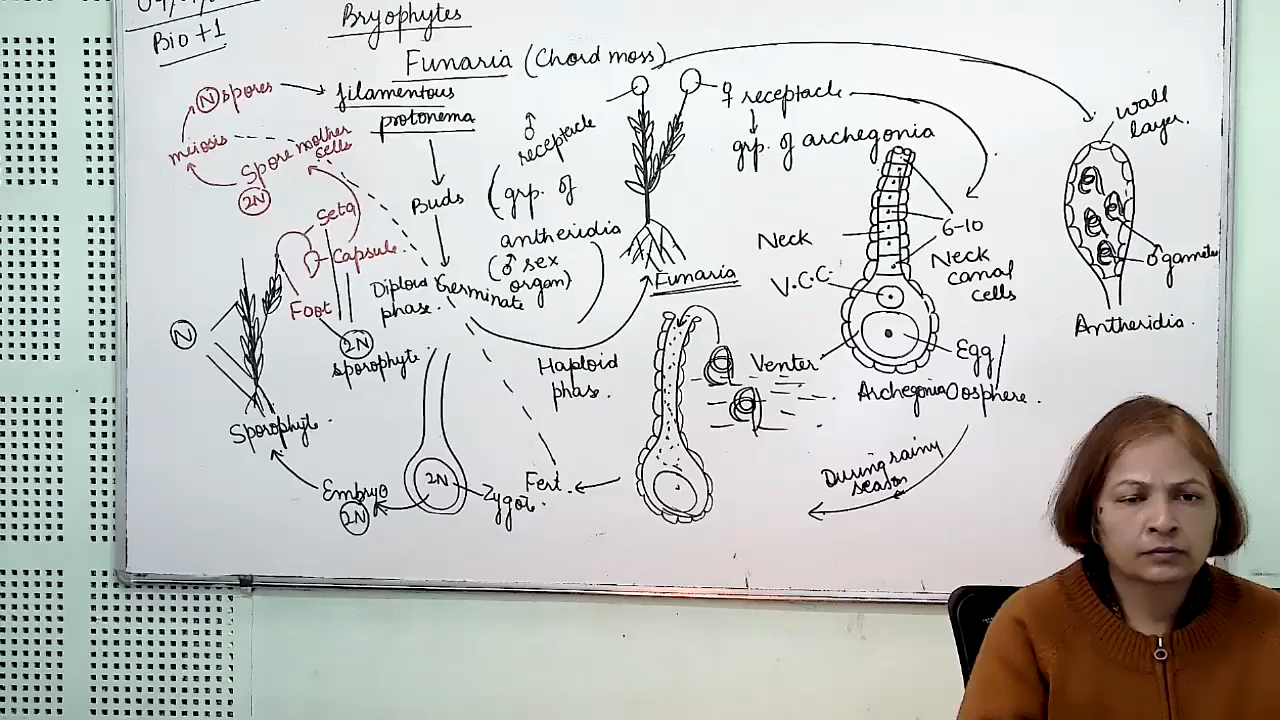 Bio +1
Bryophytes
Funaria (Chord moss)
N spores
filamentous
protonema
meiosis
Spore mother
cells
2N
Buds
♂
receptacle
(grp. of
antheridia
(♂ sex
organ)
♀ receptacle
grp. of archegonia
wall
layer.
♂ gametes
Antheridia.
6-10
Neck
canal
cells
Neck
V.C.C.
Venter
Egg/
Oosphere.
Archegonia
Funaria
Seta
Capsule.
Foot
2N
sporophyte.
Diploid
phase.
Germinate
Haploid
phase.
N
Sporophyte.
During rainy
season
Fert.
2N
Zygote.
Embryo
2N